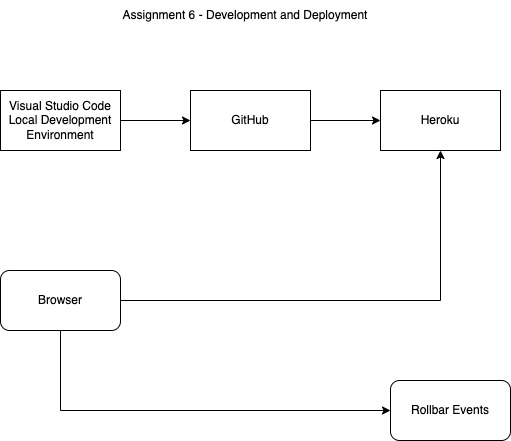 Assignment 6 - Development and Deployment
Visual Studio Code
Local Development
Environment
GitHub
Heroku
Browser
Rollbar Events